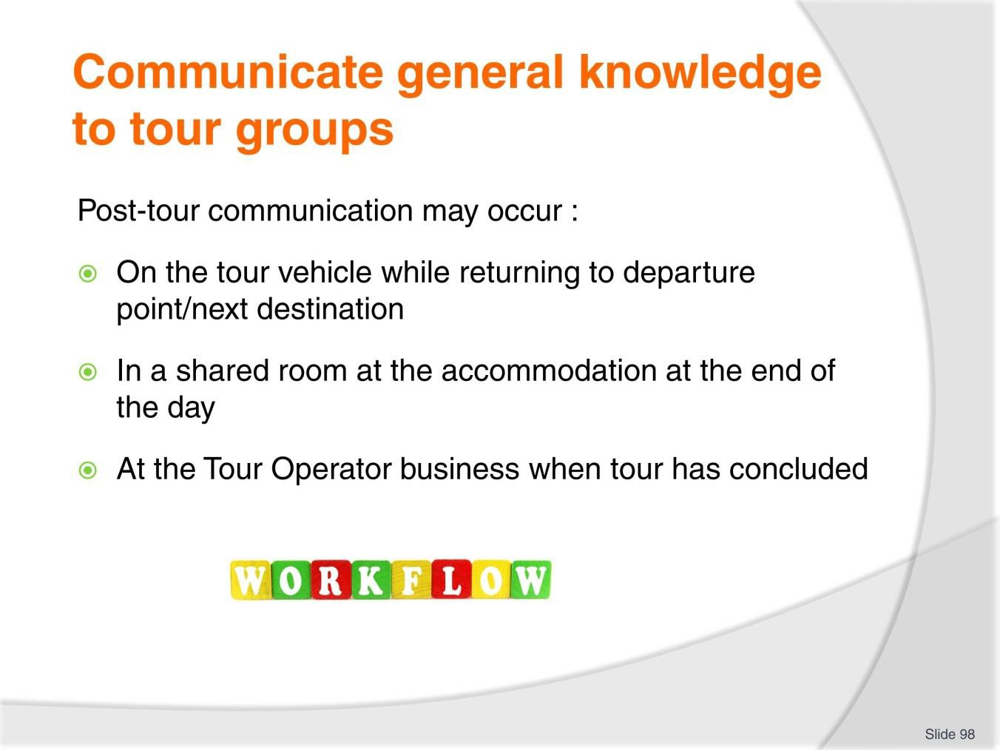 Communicate general knowledge
to tour groups
Post-tour communication may occur :
On the tour vehicle while returning to departure
point/next destination
In a shared room at the accommodation at the end of
the day
At the Tour Operator business when tour has concluded
WORKFLOW
Slide 98